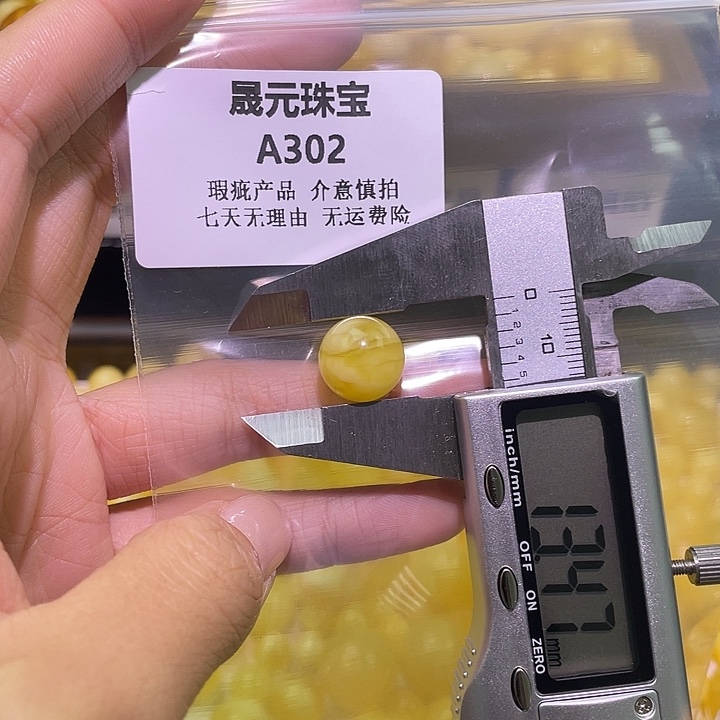 晟元珠宝
A302
瑕疵产品 介意慎拍
七天无理由 无运费险
0
1 2 3 4 5
10
inch/mm
OFF
ON
ZERO
13.47
mm